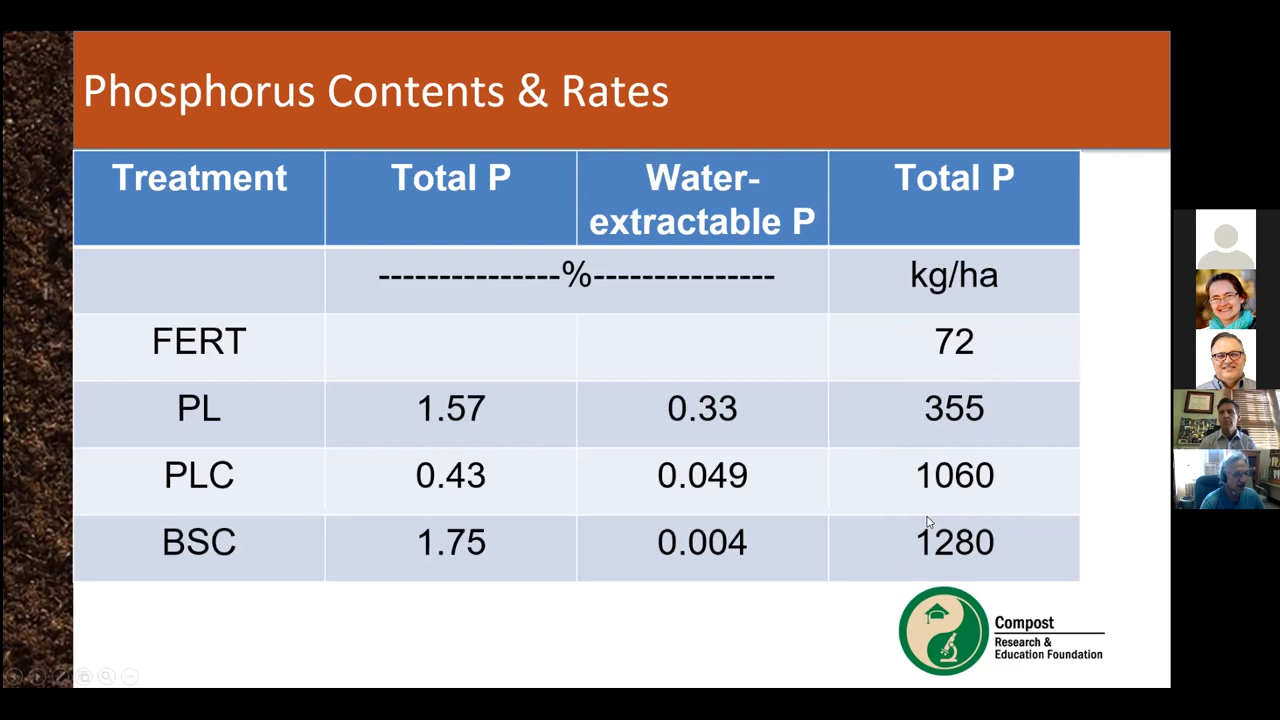 Phosphorus Contents & Rates
Treatment Total P Water-extractable P Total P
---------------%--------------- kg/ha
FERT 72
PL 1.57 0.33 355
PLC 0.43 0.049 1060
BSC 1.75 0.004 1280
Compost
Research &
Education Foundation